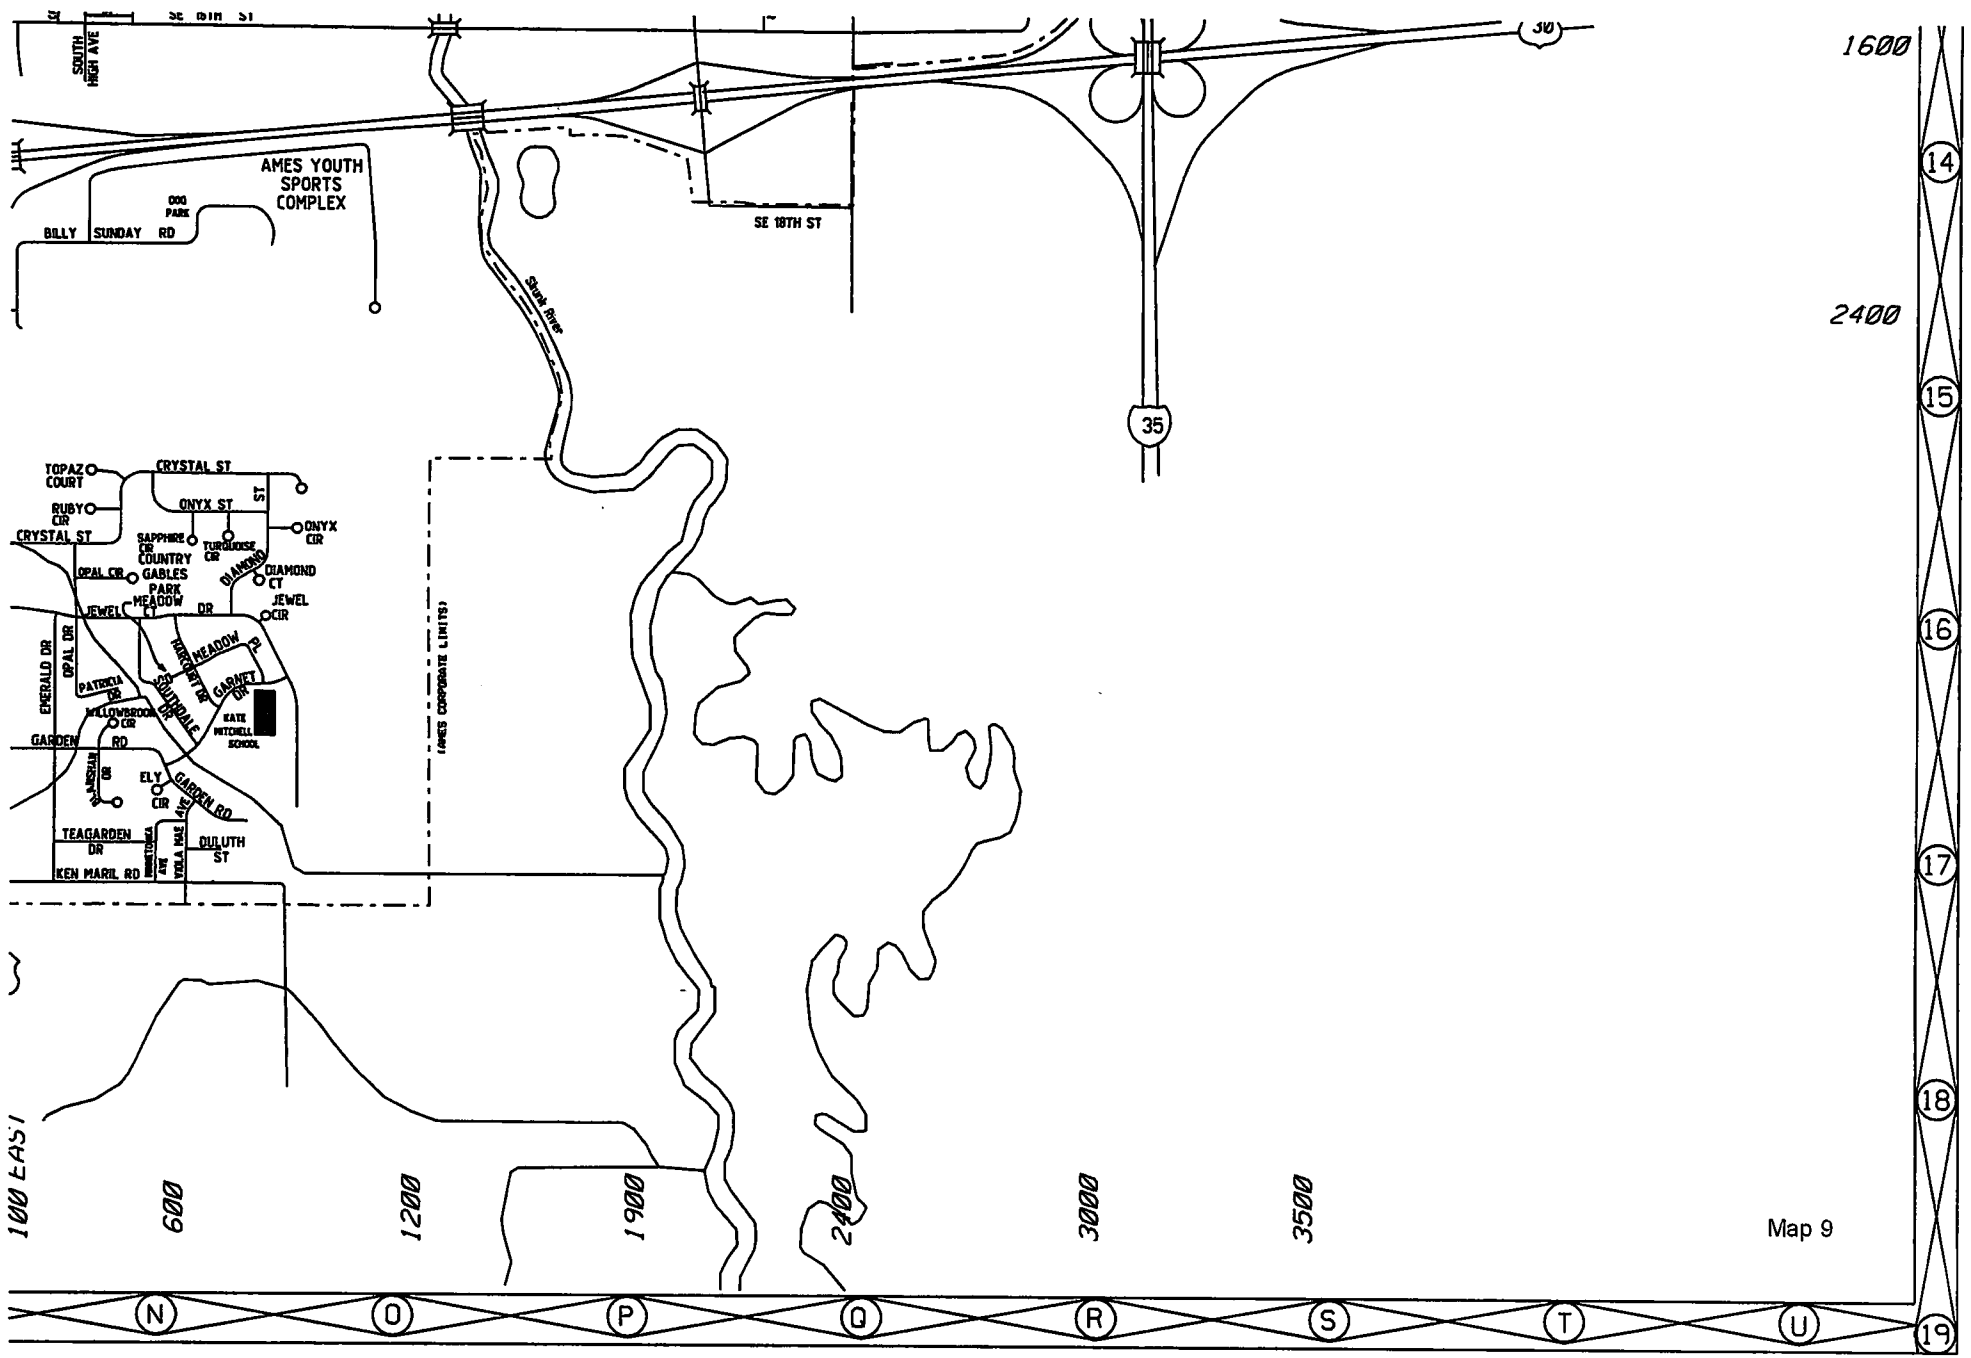 SE 16TH ST
30
1600
SOUTH
HIGH AVE
14
AMES YOUTH
SPORTS
COMPLEX
DOG
PARK
BILLY SUNDAY RD
SE 18TH ST
Skunk River
2400
15
35
TOPAZ
COURT
CRYSTAL ST
RUBY
CIR
ONYX ST
ST
CRYSTAL ST
SAPPHIRE
CIR
TURQUOISE
CIR
ONYX
CIR
COUNTRY
GABLES
PARK
OPAL CIR
DIAMOND
DIAMOND
CT
MEADOW
CT
JEWEL DR
JEWEL
CIR
16
(AMES CORPORATE LIMITS)
EMERALD DR
OPAL DR
HARCOURT DR
MEADOW PL
PATRICIA
DR
SOUTHDALE
DR
GARNET
DR
WILLOWBROOK
CIR
KATE
MITCHELL
SCHOOL
GARDEN RD
DR
ELY
CIR
GARDEN RD
AVE
TEAGARDEN
DR
MINNETONKA
AVE
VIOLA MAE
DULUTH
ST
KEN MARIL RD
17
18
100 EAST
600
1200
1900
2400
3000
3500
Map 9
N
O
P
Q
R
S
T
U
19